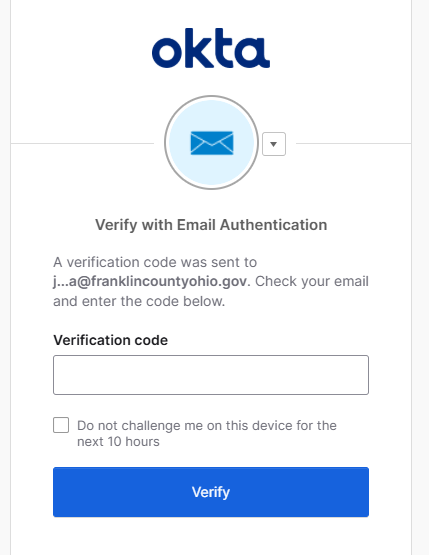 okta
Verify with Email Authentication
A verification code was sent to
j...a@franklincountyohio.gov. Check your email
and enter the code below.
Verification code
Do not challenge me on this device for the
next 10 hours
Verify